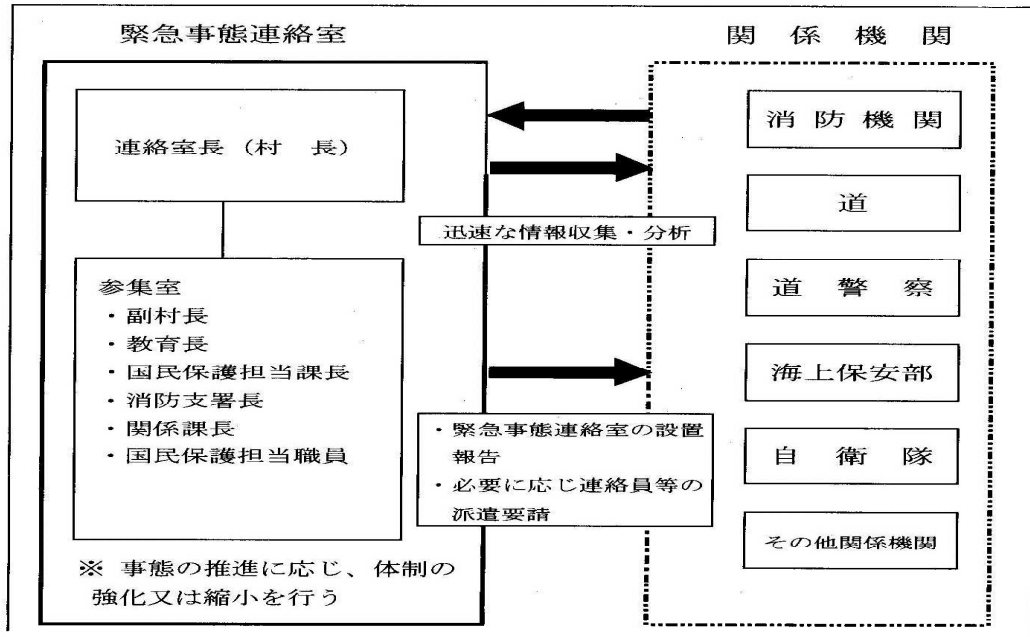 緊急事態連絡室
関係機関
連絡室長（村　長）
参集室
・副村長
・教育長
・国民保護担当課長
・消防支署長
・関係課長
・国民保護担当職員
※ 事態の推進に応じ、体制の
強化又は縮小を行う
迅速な情報収集・分析
・緊急事態連絡室の設置
報告
・必要に応じ連絡員等の
派遣要請
消防機関
道
道警察
海上保安部
自衛隊
その他関係機関